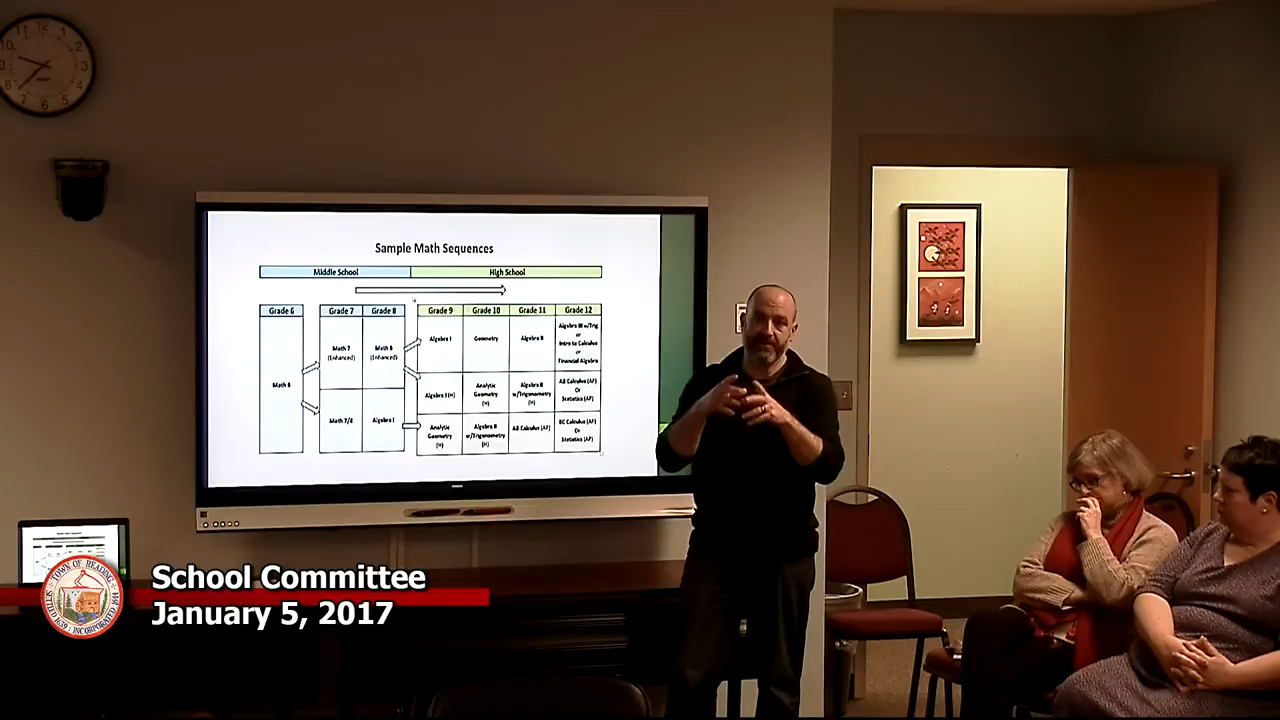 Sample Math Sequences
Middle School High School
Grade 6 Grade 7 Grade 8 Grade 9 Grade 10 Grade 11 Grade 12
Math 6
Math 7
(Enhanced)
Math 8
(Enhanced)
Algebra I
Geometry
Algebra II
Algebra III w/Trig
or
Intro to Calculus
or
Financial Algebra
Math 7/8
Algebra I
Algebra I (H)
Analytic
Geometry
(H)
Algebra II
w/Trigonometry
(H)
AB Calculus (AP)
Or
Statistics (AP)
Analytic
Geometry
(H)
Algebra II
w/Trigonometry
(H)
AB Calculus (AP)
BC Calculus (AP)
Or
Statistics (AP)
TOWN OF READING
INCORPORATED 1644
SETTLED 1639
School Committee
January 5, 2017